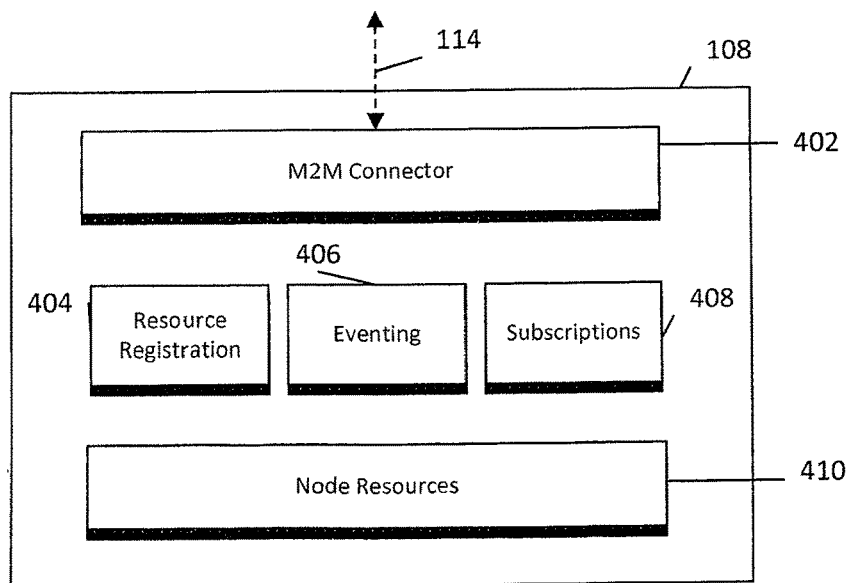 114
108
402
M2M Connector
406
404
408
Resource
Registration
Eventing
Subscriptions
410
Node Resources